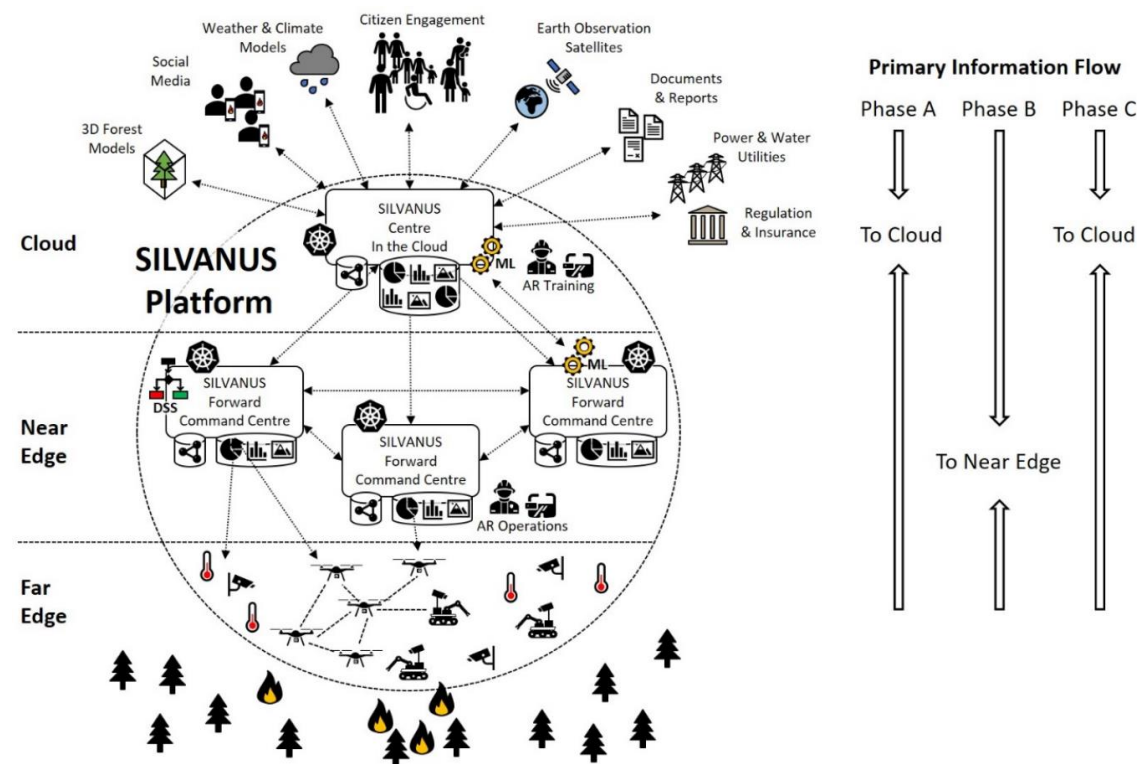 Citizen Engagement
Weather & Climate
Models
Earth Observation
Satellites
Social
Media
Documents
& Reports
3D Forest
Models
Power & Water
Utilities
Regulation
& Insurance
Cloud
SILVANUS
Platform
SILVANUS
Centre
In the Cloud
ML
AR Training
Near
Edge
DSS
SILVANUS
Forward
Command Centre
SILVANUS
Forward
Command Centre
ML
SILVANUS
Forward
Command Centre
AR Operations
Far
Edge
Primary Information Flow
Phase A
Phase B
Phase C
To Cloud
To Cloud
To Near Edge